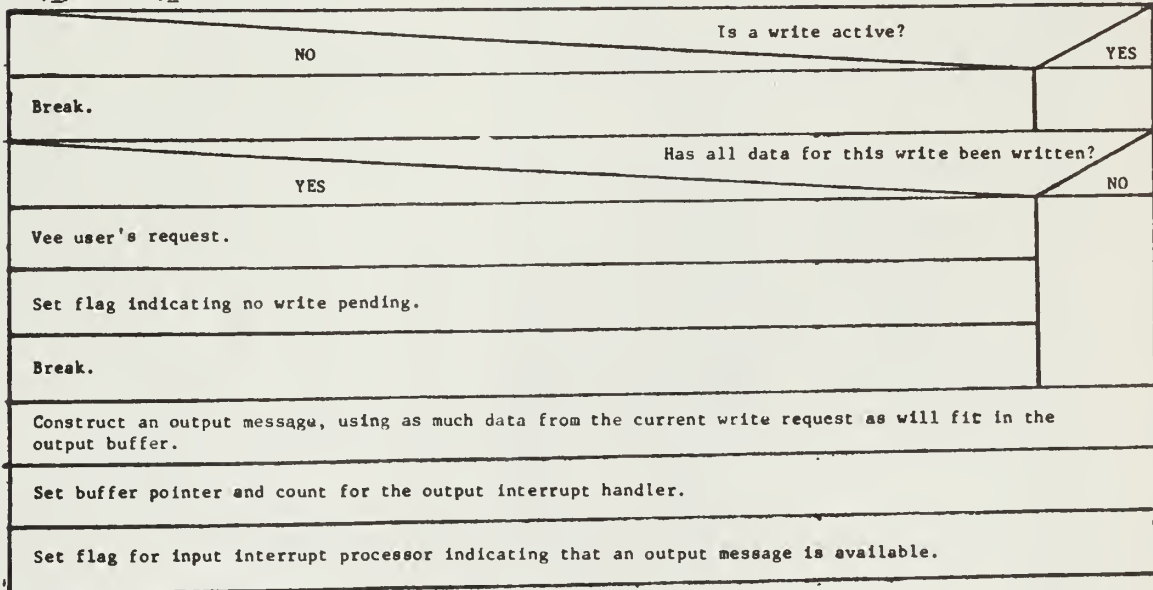 Is a write active?
NO
YES
Break.
Has all data for this write been written?
YES
NO
Vee user's request.
Set flag indicating no write pending.
Break.
Construct an output message, using as much data from the current write request as will fit in the
output buffer.
Set buffer pointer and count for the output interrupt handler.
Set flag for input interrupt processor indicating that an output message is available.